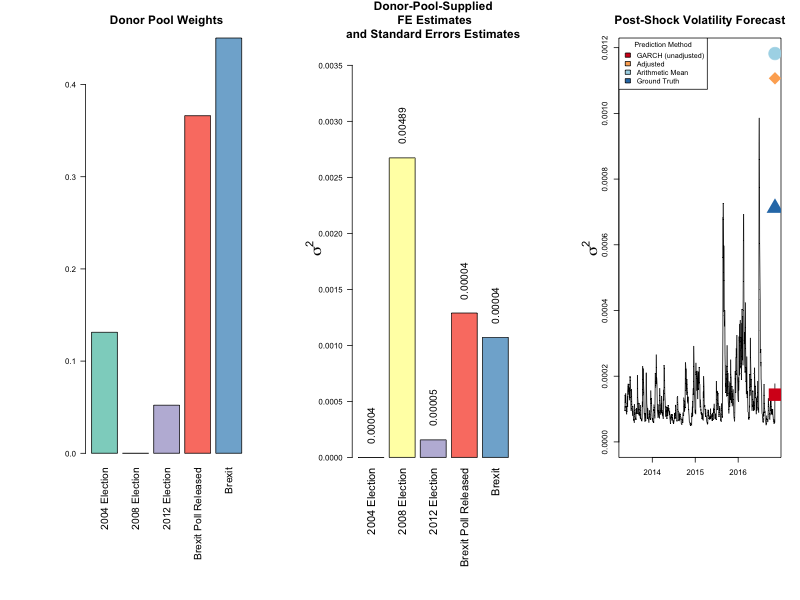 Donor Pool Weights
0.4
0.3
0.2
0.1
0.0
2004 Election
2008 Election
2012 Election
Brexit Poll Released
Brexit
Donor-Pool-Supplied
FE Estimates
and Standard Errors Estimates
σ²
0.0035
0.0030
0.0025
0.0020
0.0015
0.0010
0.0005
0.0000
0.00004
0.00489
0.00005
0.00004
0.00004
2004 Election
2008 Election
2012 Election
Brexit Poll Released
Brexit
Post-Shock Volatility Forecast
σ²
0.0012
0.0010
0.0008
0.0006
0.0004
0.0002
0.0000
Prediction Method
GARCH (unadjusted)
Adjusted
Arithmetic Mean
Ground Truth
2014
2015
2016